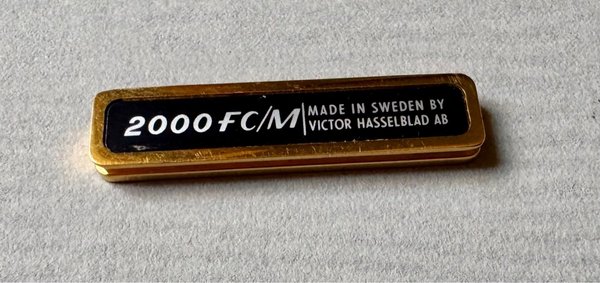 2000 FC/M
MADE IN SWEDEN BY
VICTOR HASSELBLAD AB